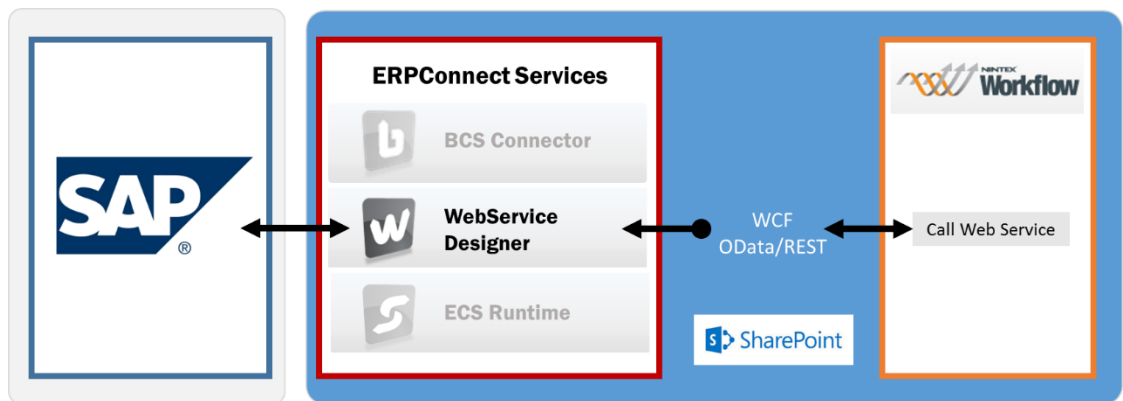 SAP
®
ERPConnect Services
BCS Connector
WebService
Designer
ECS Runtime
WCF
OData/REST
SharePoint
NINTEX
Workflow
Call Web Service